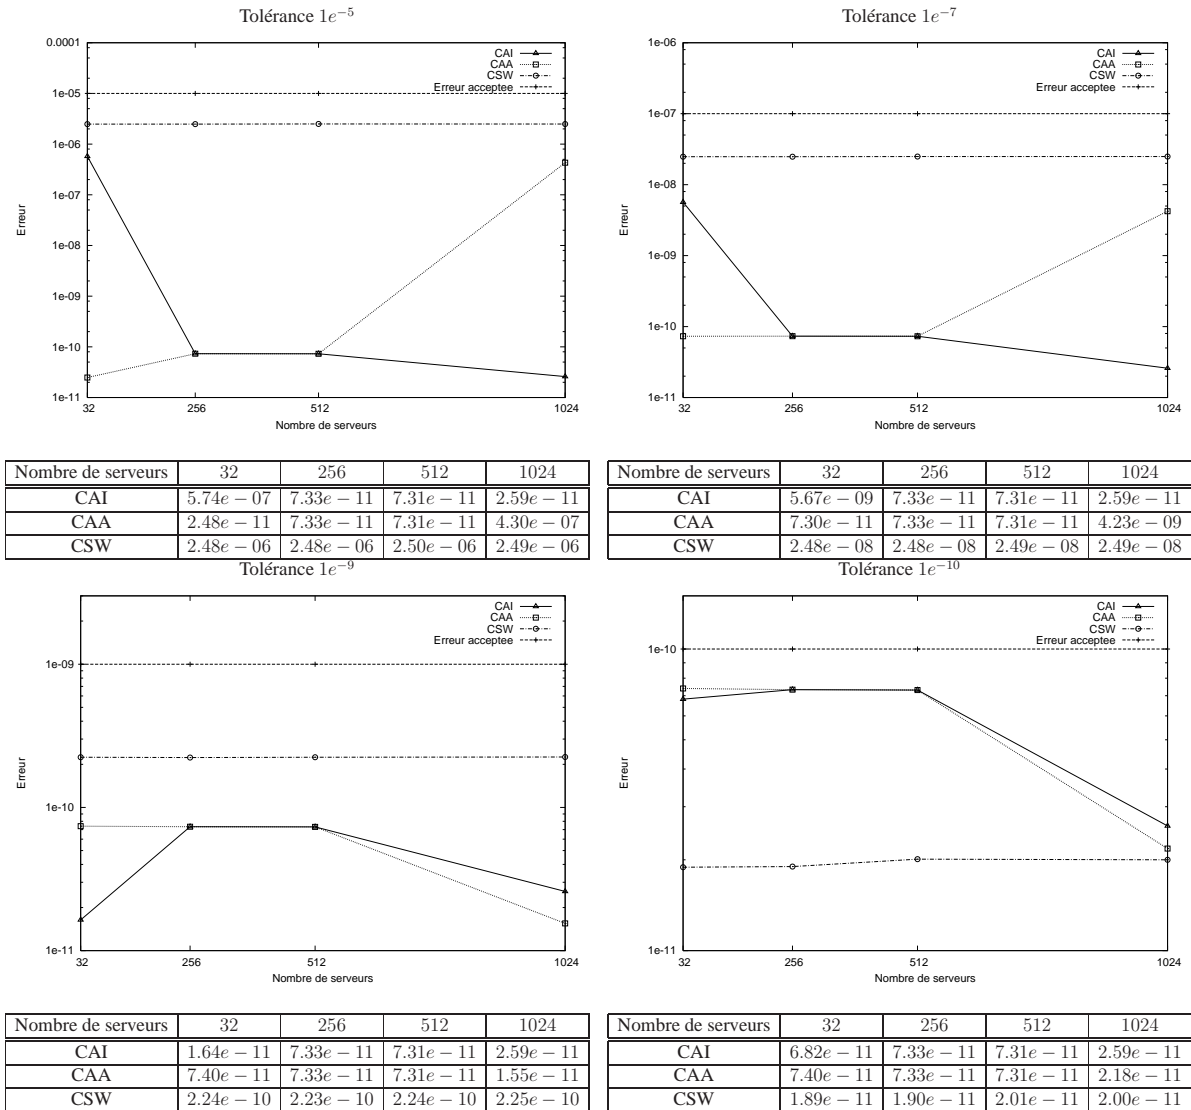 Tolérance 1e−5
0.0001
1e-05
1e-06
1e-07
1e-08
1e-09
1e-10
1e-11
Erreur
CAI
CAA
CSW
Erreur acceptee
32 256 512 1024
Nombre de serveurs
Nombre de serveurs 32 256 512 1024
CAI 5.74e − 07 7.33e − 11 7.31e − 11 2.59e − 11
CAA 2.48e − 11 7.33e − 11 7.31e − 11 4.30e − 07
CSW 2.48e − 06 2.48e − 06 2.50e − 06 2.49e − 06
Tolérance 1e−7
1e-06
1e-07
1e-08
1e-09
1e-10
1e-11
Erreur
CAI
CAA
CSW
Erreur acceptee
32 256 512 1024
Nombre de serveurs
Nombre de serveurs 32 256 512 1024
CAI 5.67e − 09 7.33e − 11 7.31e − 11 2.59e − 11
CAA 7.30e − 11 7.33e − 11 7.31e − 11 4.23e − 09
CSW 2.48e − 08 2.48e − 08 2.49e − 08 2.49e − 08
Tolérance 1e−9
1e-09
1e-10
1e-11
Erreur
CAI
CAA
CSW
Erreur acceptee
32 256 512 1024
Nombre de serveurs
Nombre de serveurs 32 256 512 1024
CAI 1.64e − 11 7.33e − 11 7.31e − 11 2.59e − 11
CAA 7.40e − 11 7.33e − 11 7.31e − 11 1.55e − 11
CSW 2.24e − 10 2.23e − 10 2.24e − 10 2.25e − 10
Tolérance 1e−10
1e-10
1e-11
Erreur
CAI
CAA
CSW
Erreur acceptee
32 256 512 1024
Nombre de serveurs
Nombre de serveurs 32 256 512 1024
CAI 6.82e − 11 7.33e − 11 7.31e − 11 2.59e − 11
CAA 7.40e − 11 7.33e − 11 7.31e − 11 2.18e − 11
CSW 1.89e − 11 1.90e − 11 2.01e − 11 2.00e − 11